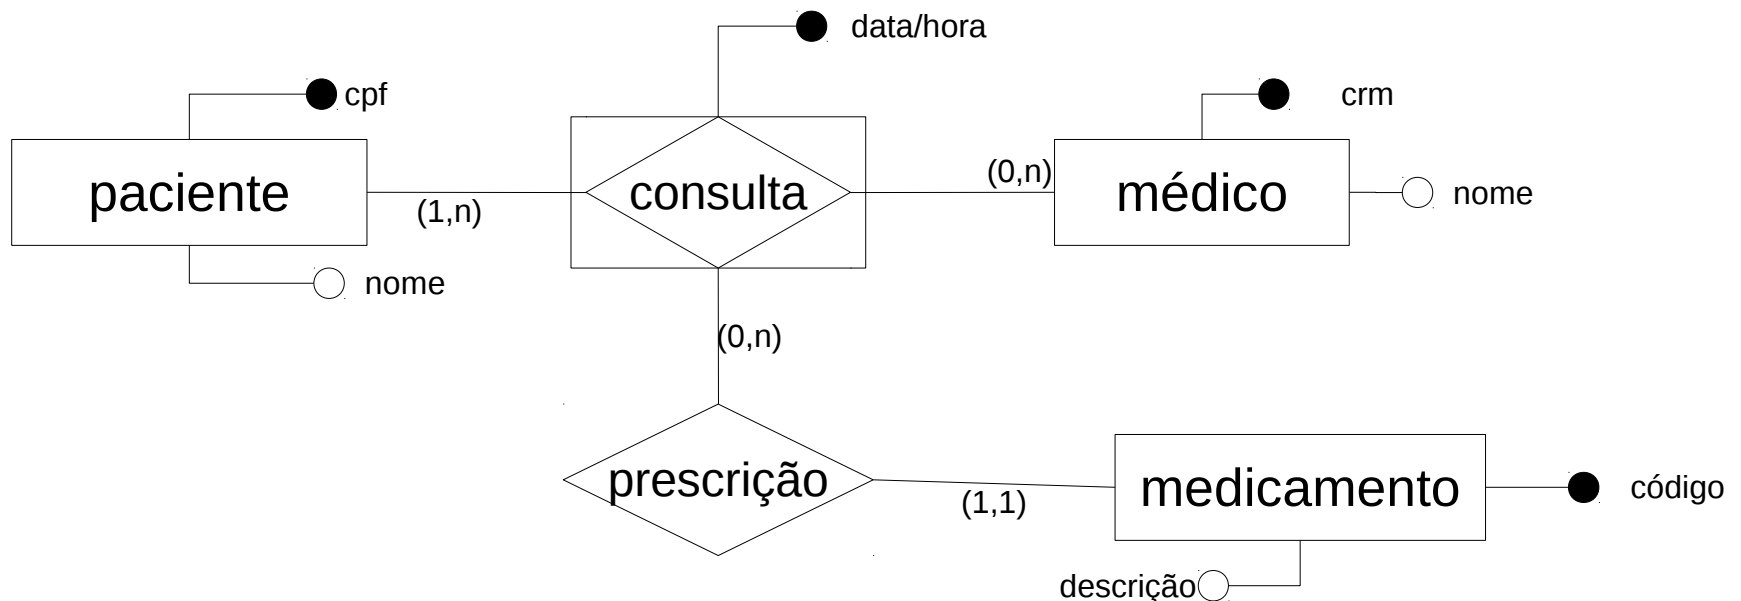 data/hora
cpf
crm
paciente
(1,n)
consulta
(0,n)
médico
nome
nome
(0,n)
prescrição
(1,1)
medicamento
código
descrição